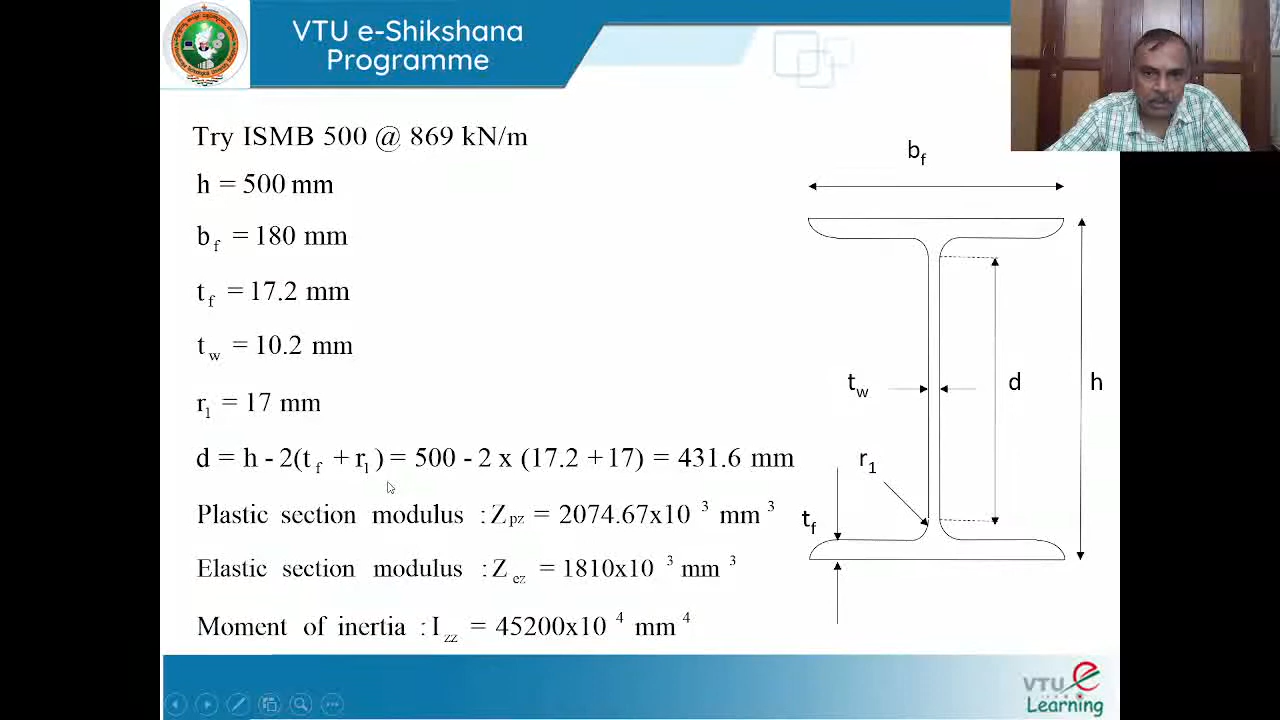 VTU e-Shikshana
Programme
Try ISMB 500 @ 869 kN/m
h = 500 mm
b_f = 180 mm
t_f = 17.2 mm
t_w = 10.2 mm
r_1 = 17 mm
d = h - 2(t_f + r_1) = 500 - 2 x (17.2 + 17) = 431.6 mm
Plastic section modulus : Z_pz = 2074.67x10^3 mm^3
Elastic section modulus : Z_ez = 1810x10^3 mm^3
Moment of inertia : I_zz = 45200x10^4 mm^4
b_f
t_w
d
h
r_1
t_f
VTU e
Learning